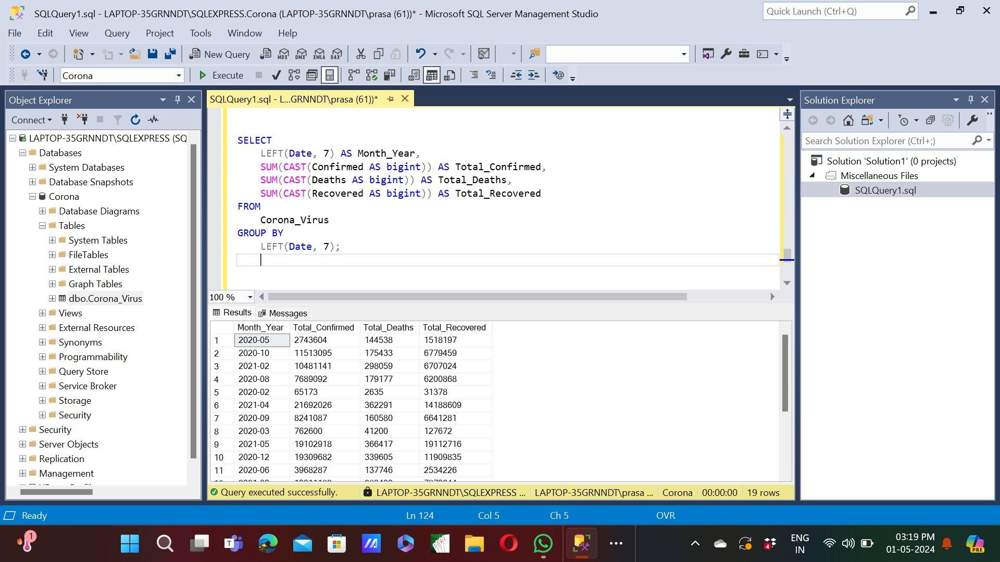 SQLQuery1.sql - LAPTOP-35GRNNDT\SQLEXPRESS.Corona (LAPTOP-35GRNNDT\prasa (61))* - Microsoft SQL Server Management Studio
Quick Launch (Ctrl+Q)
File Edit View Query Project Tools Window Help
New Query MDX DMX XMLA DAX
Corona Execute
Object Explorer
Connect
LAPTOP-35GRNNDT\SQLEXPRESS (SQ
Databases
System Databases
Database Snapshots
Corona
Database Diagrams
Tables
System Tables
FileTables
External Tables
Graph Tables
dbo.Corona_Virus
Views
External Resources
Synonyms
Programmability
Query Store
Service Broker
Storage
Security
Security
Server Objects
Replication
Management
SQLQuery1.sql - L...GRNNDT\prasa (61))*
SELECT
LEFT(Date, 7) AS Month_Year,
SUM(CAST(Confirmed AS bigint)) AS Total_Confirmed,
SUM(CAST(Deaths AS bigint)) AS Total_Deaths,
SUM(CAST(Recovered AS bigint)) AS Total_Recovered
FROM
Corona_Virus
GROUP BY
LEFT(Date, 7);
100 %
Results Messages
Month_Year Total_Confirmed Total_Deaths Total_Recovered
1 2020-05 2743604 144538 1518197
2 2020-10 11513095 175433 6779459
3 2021-02 10481141 298059 6707024
4 2020-08 7689092 179177 6200868
5 2020-02 65173 2635 31378
6 2021-04 21692026 362291 14188609
7 2020-09 8241087 160580 6641281
8 2020-03 762600 41200 127672
9 2021-05 19102918 366417 19112716
10 2020-12 19309682 339605 11909835
11 2020-06 3968287 137746 2534226
Query executed successfully. LAPTOP-35GRNNDT\SQLEXPRESS ... LAPTOP-35GRNNDT\prasa ... Corona 00:00:00 19 rows
Solution Explorer
Search Solution Explorer (Ctrl+;)
Solution 'Solution1' (0 projects)
Miscellaneous Files
SQLQuery1.sql
Ready Ln 124 Col 5 Ch 5 OVR
1
4
ENG
IN
03:19 PM
01-05-2024
PRE